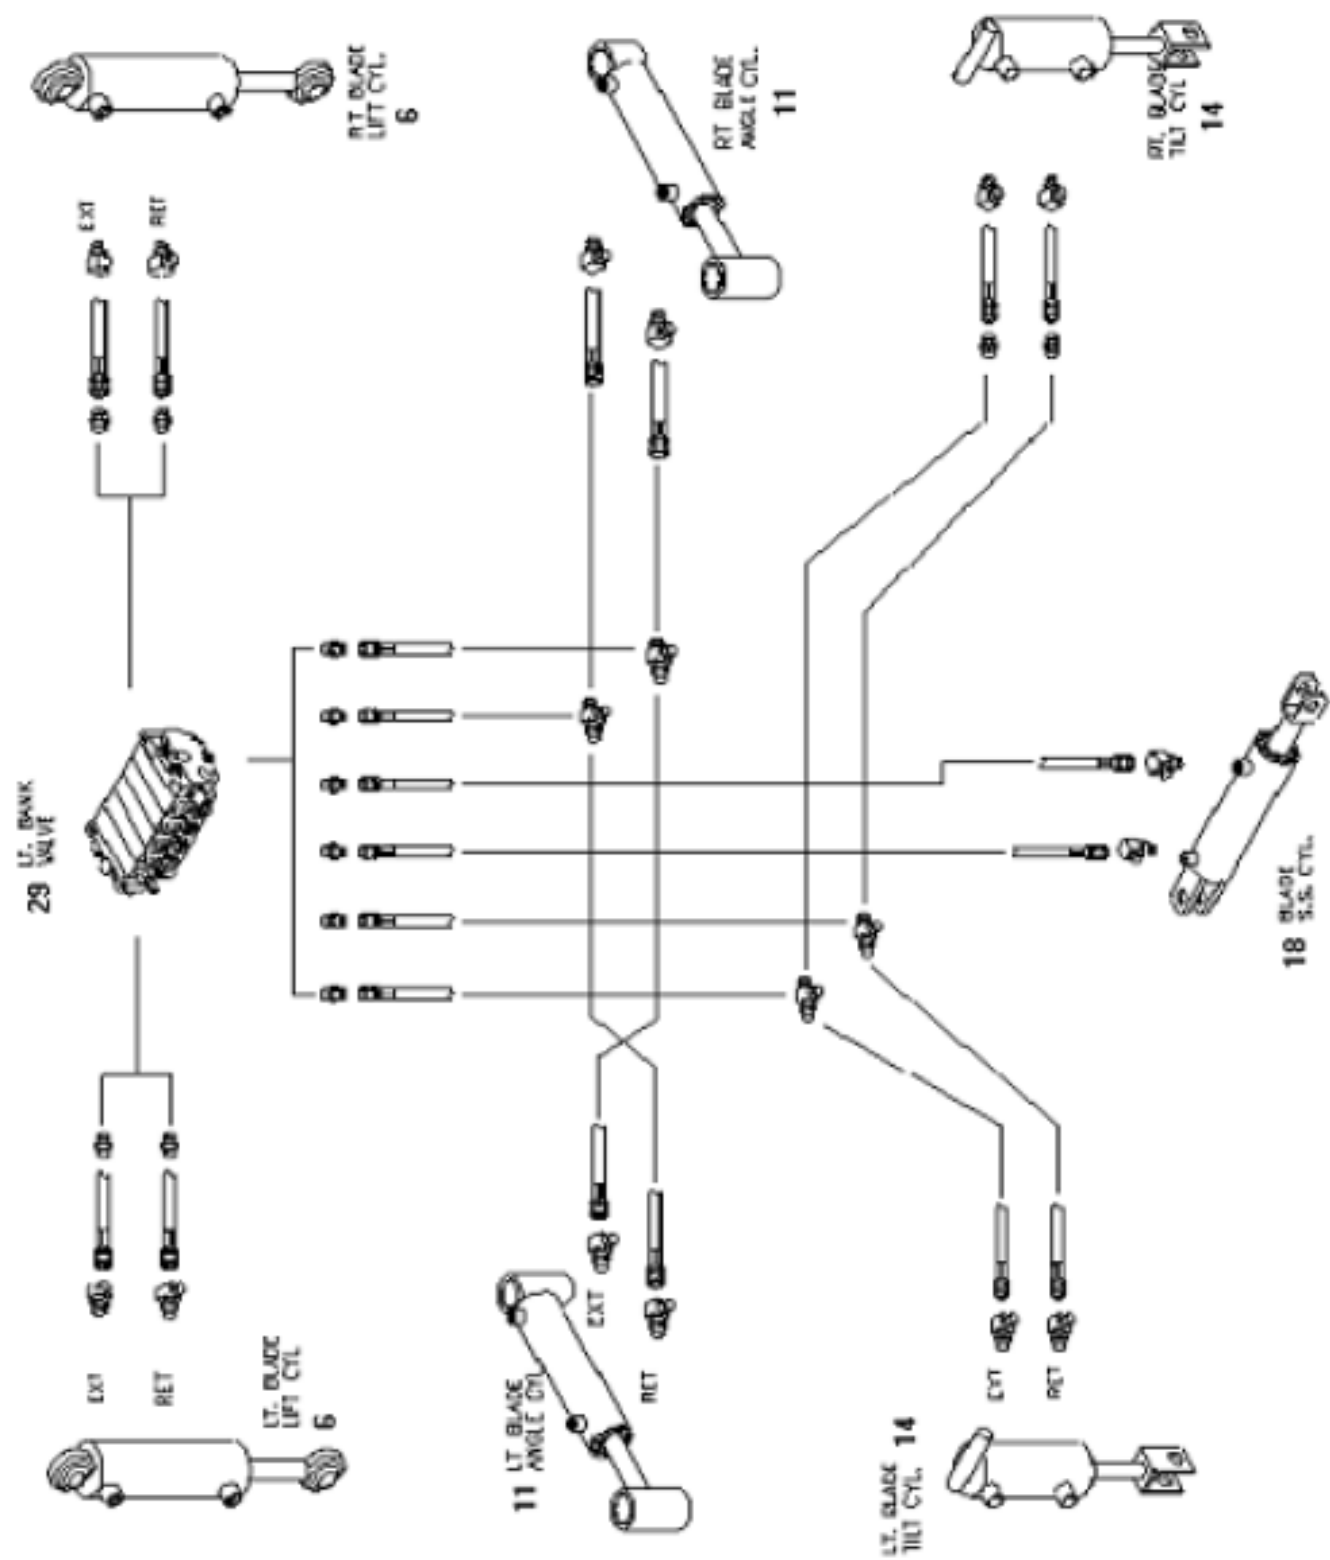 LT. BANK
29 VALVE
EXT
RET
LT. BLADE
LIFT CYL
6
EXT
RET
RT BLADE
LIFT CYL.
6
11 LT BLADE
ANGLE CYL
EXT
RET
RT BLADE
ANGLE CYL.
11
LT. BLADE
TILT CYL. 14
EXT
RET
RT. BLADE
TILT CYL
14
18 BLADE
S.S. CYL.